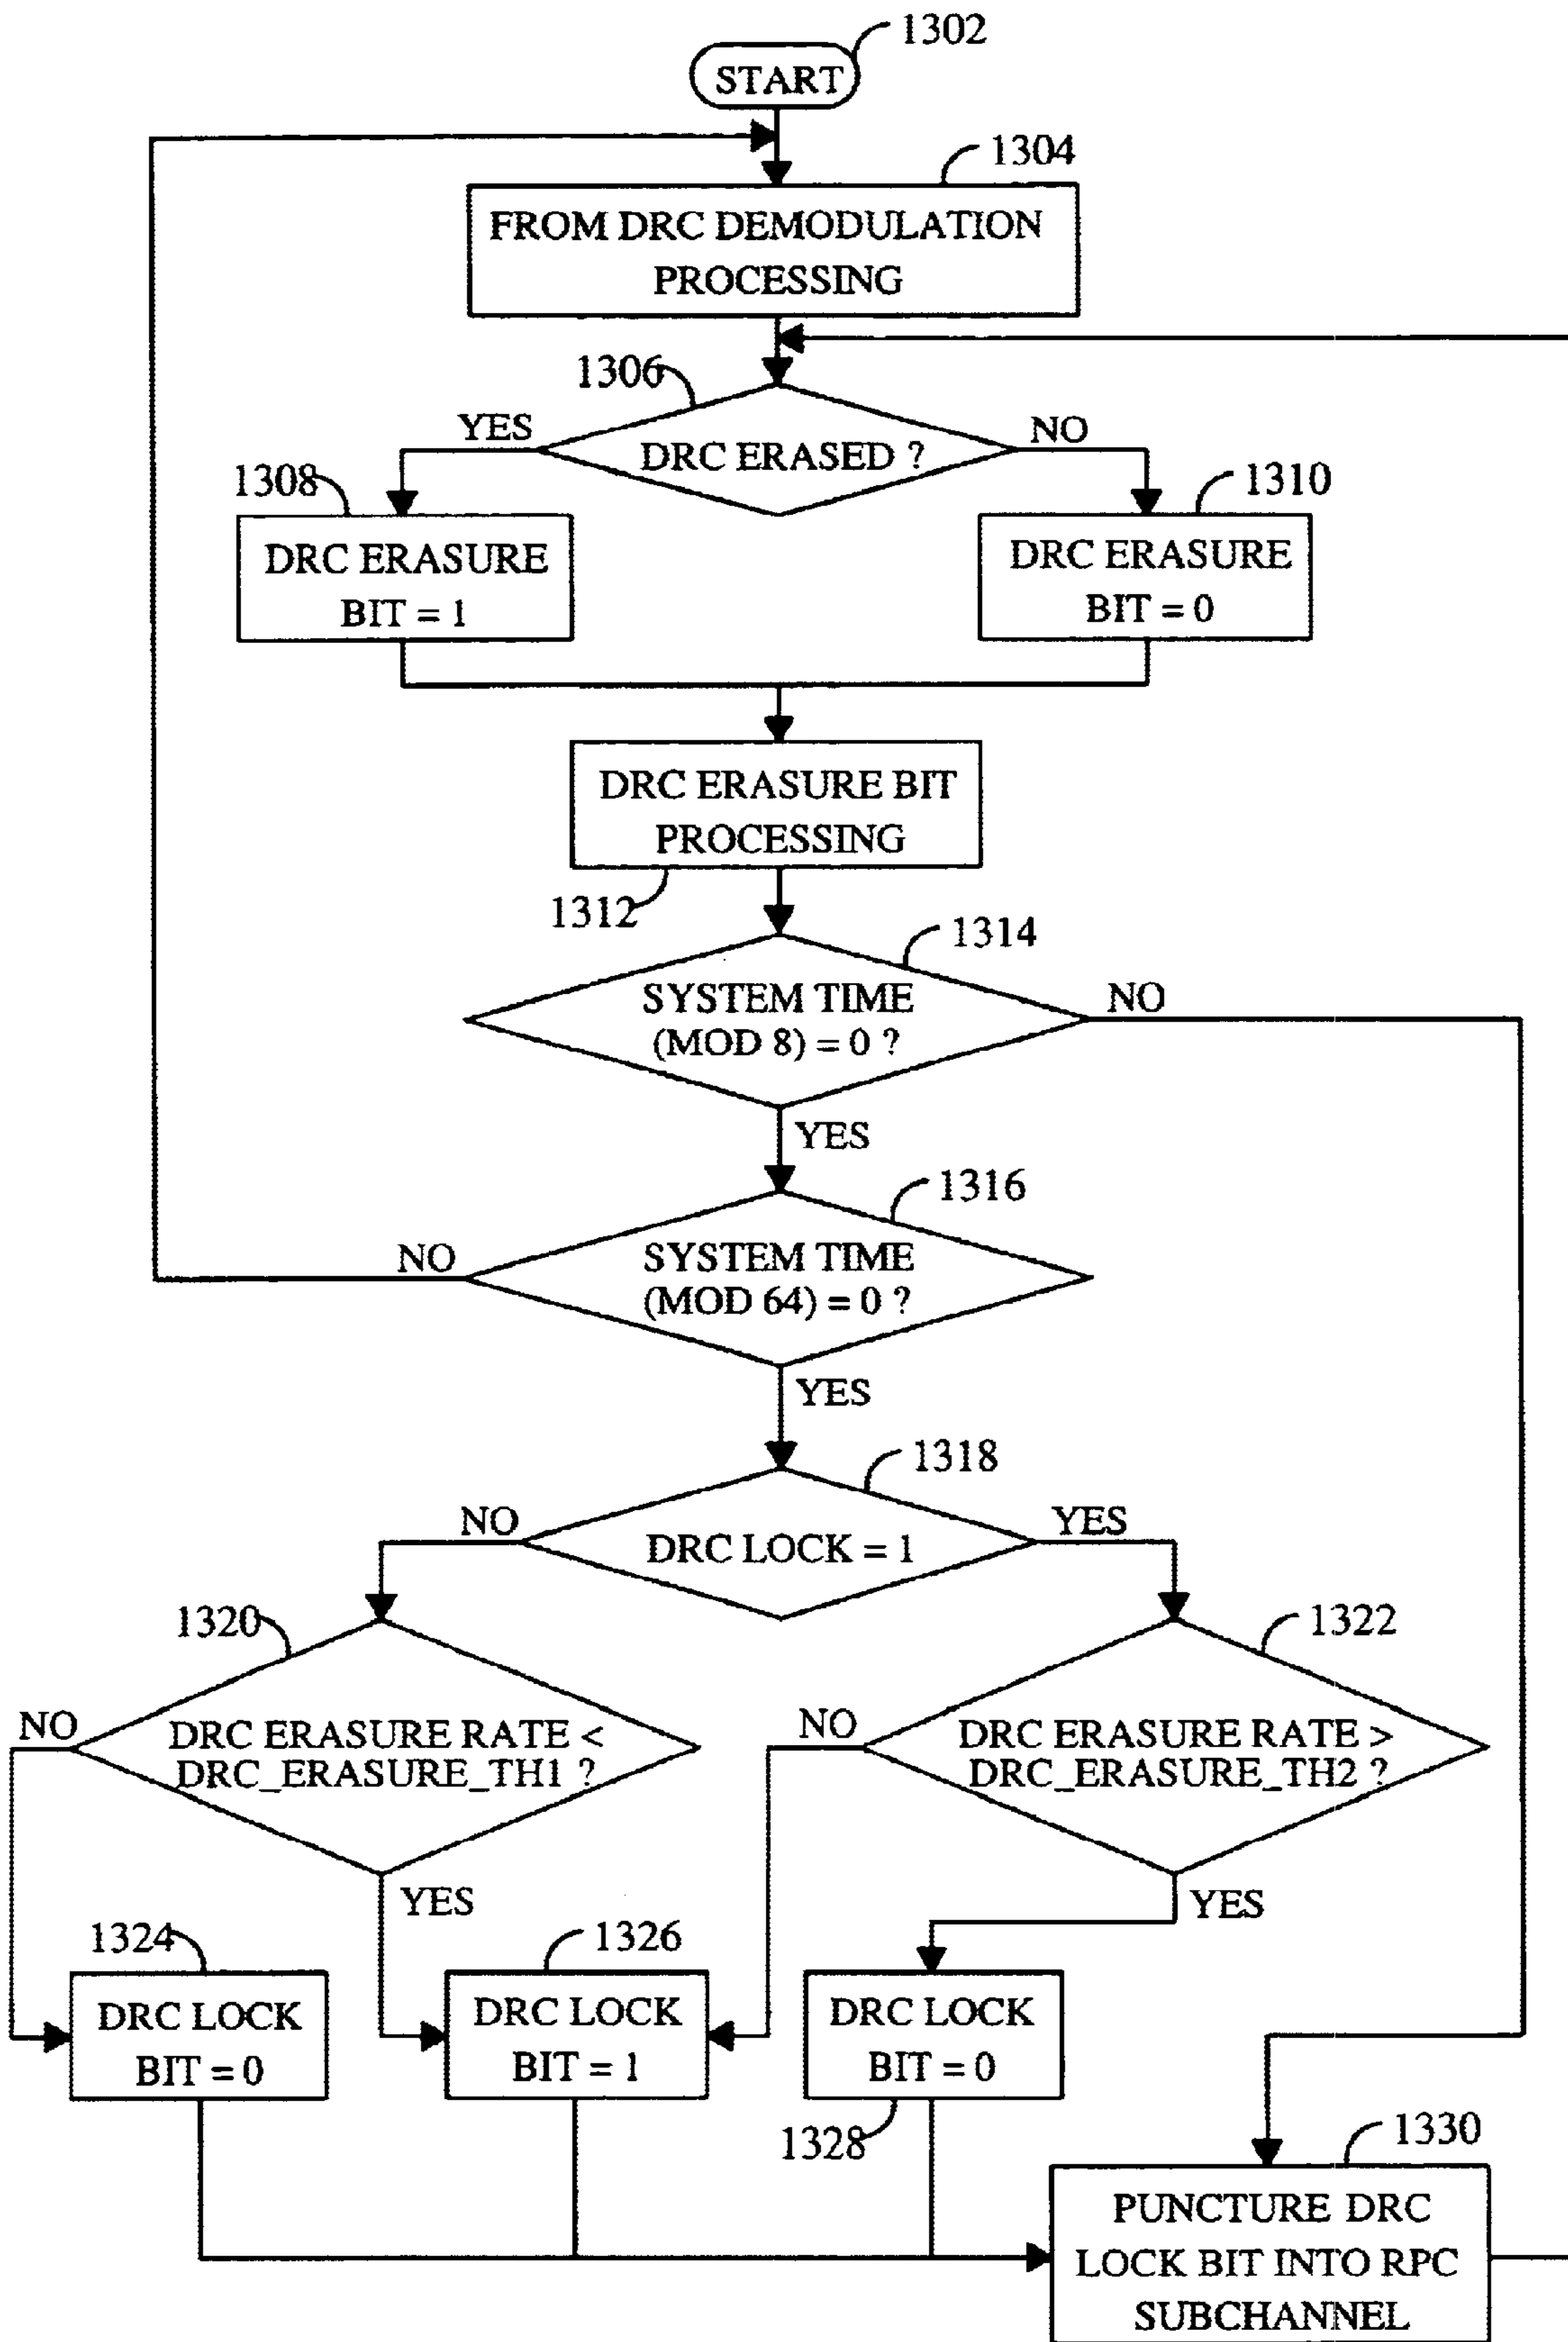 1302
START
1304
FROM DRC DEMODULATION
PROCESSING
1306
YES
NO
DRC ERASED ?
1308
1310
DRC ERASURE
BIT = 1
DRC ERASURE
BIT = 0
DRC ERASURE BIT
PROCESSING
1312
1314
SYSTEM TIME
(MOD 8) = 0 ?
NO
YES
1316
NO
SYSTEM TIME
(MOD 64) = 0 ?
YES
1318
NO
YES
DRC LOCK = 1
1320
1322
NO
DRC ERASURE RATE <
DRC_ERASURE_TH1 ?
NO
DRC ERASURE RATE >
DRC_ERASURE_TH2 ?
YES
YES
1324
1326
DRC LOCK
BIT = 0
DRC LOCK
BIT = 1
DRC LOCK
BIT = 0
1328
1330
PUNCTURE DRC
LOCK BIT INTO RPC
SUBCHANNEL